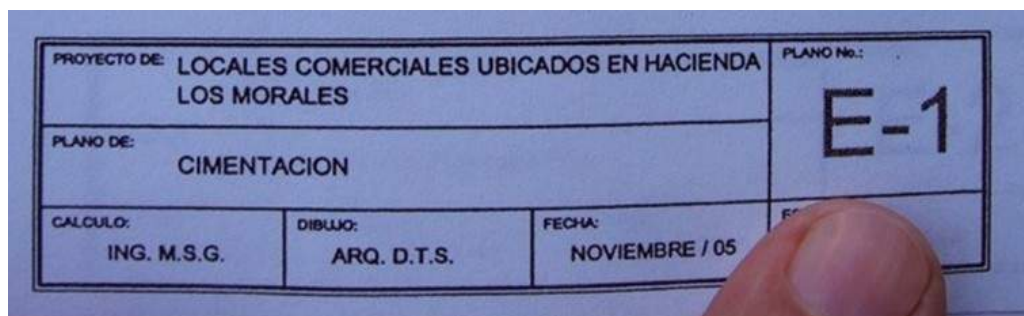 PROYECTO DE: LOCALES COMERCIALES UBICADOS EN HACIENDA
LOS MORALES
PLANO No.:
E-1
PLANO DE:
CIMENTACION
CALCULO:
ING. M.S.G.
DIBUJO:
ARQ. D.T.S.
FECHA:
NOVIEMBRE / 05